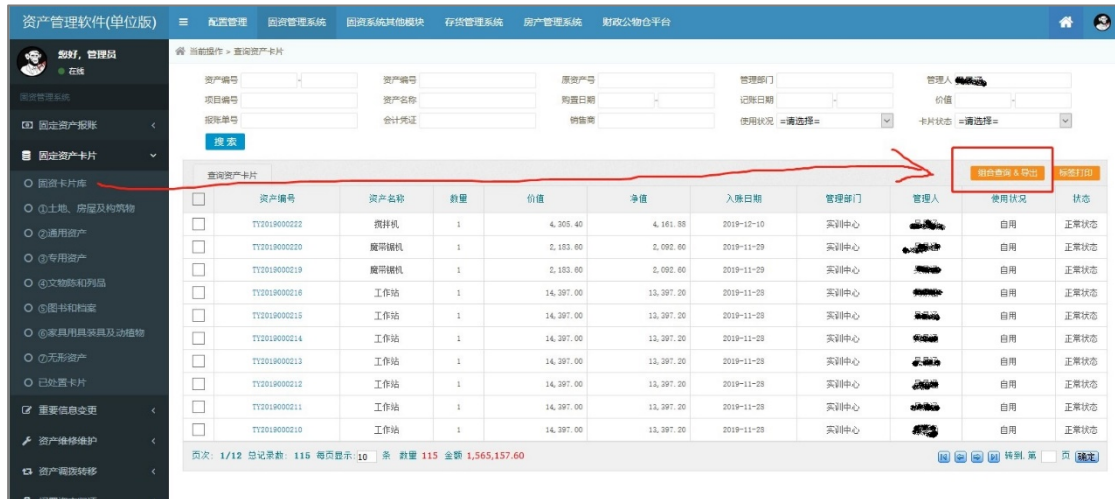 资产管理软件(单位版) 配置管理 固资管理系统 固资系统其他模块 存货管理系统 房产管理系统 财政公物仓平台
您好，管理员
在线
当前操作 > 查询资产卡片
固资管理系统
固定资产报账
固定资产卡片
固资卡片库
①土地、房屋及构筑物
②通用资产
③专用资产
④文物陈和列品
⑤图书和档案
⑥家具用具装具及动植物
⑦无形资产
已处置卡片
重要信息变更
资产维修维护
资产调拨转移
资产编号 - 资产编号 原资产号 管理部门 管理人
项目编号 资产名称 购置日期 - 记账日期 - 价值 -
报账单号 会计凭证 销售商 使用状况 =请选择= 卡片状态 =请选择=
搜索
查询资产卡片 组合查询 & 导出 标签打印
资产编号 资产名称 数量 价值 净值 入账日期 管理部门 管理人 使用状况 状态
TY2019000222 搅拌机 1 4,305.40 4,161.88 2019-12-10 实训中心 自用 正常状态
TY2019000220 魔带锯机 1 2,153.60 2,092.60 2019-11-29 实训中心 自用 正常状态
TY2019000219 魔带锯机 1 2,153.60 2,092.60 2019-11-29 实训中心 自用 正常状态
TY2019000216 工作站 1 14,397.00 13,397.20 2019-11-28 实训中心 自用 正常状态
TY2019000215 工作站 1 14,397.00 13,397.20 2019-11-28 实训中心 自用 正常状态
TY2019000214 工作站 1 14,397.00 13,397.20 2019-11-28 实训中心 自用 正常状态
TY2019000213 工作站 1 14,397.00 13,397.20 2019-11-28 实训中心 自用 正常状态
TY2019000212 工作站 1 14,397.00 13,397.20 2019-11-28 实训中心 自用 正常状态
TY2019000211 工作站 1 14,397.00 13,397.20 2019-11-28 实训中心 自用 正常状态
TY2019000210 工作站 1 14,397.00 13,397.20 2019-11-28 实训中心 自用 正常状态
页次: 1/12 总记录数: 115 每页显示:10 条 数量 115 金额 1,565,157.60 转到.第 页 确定